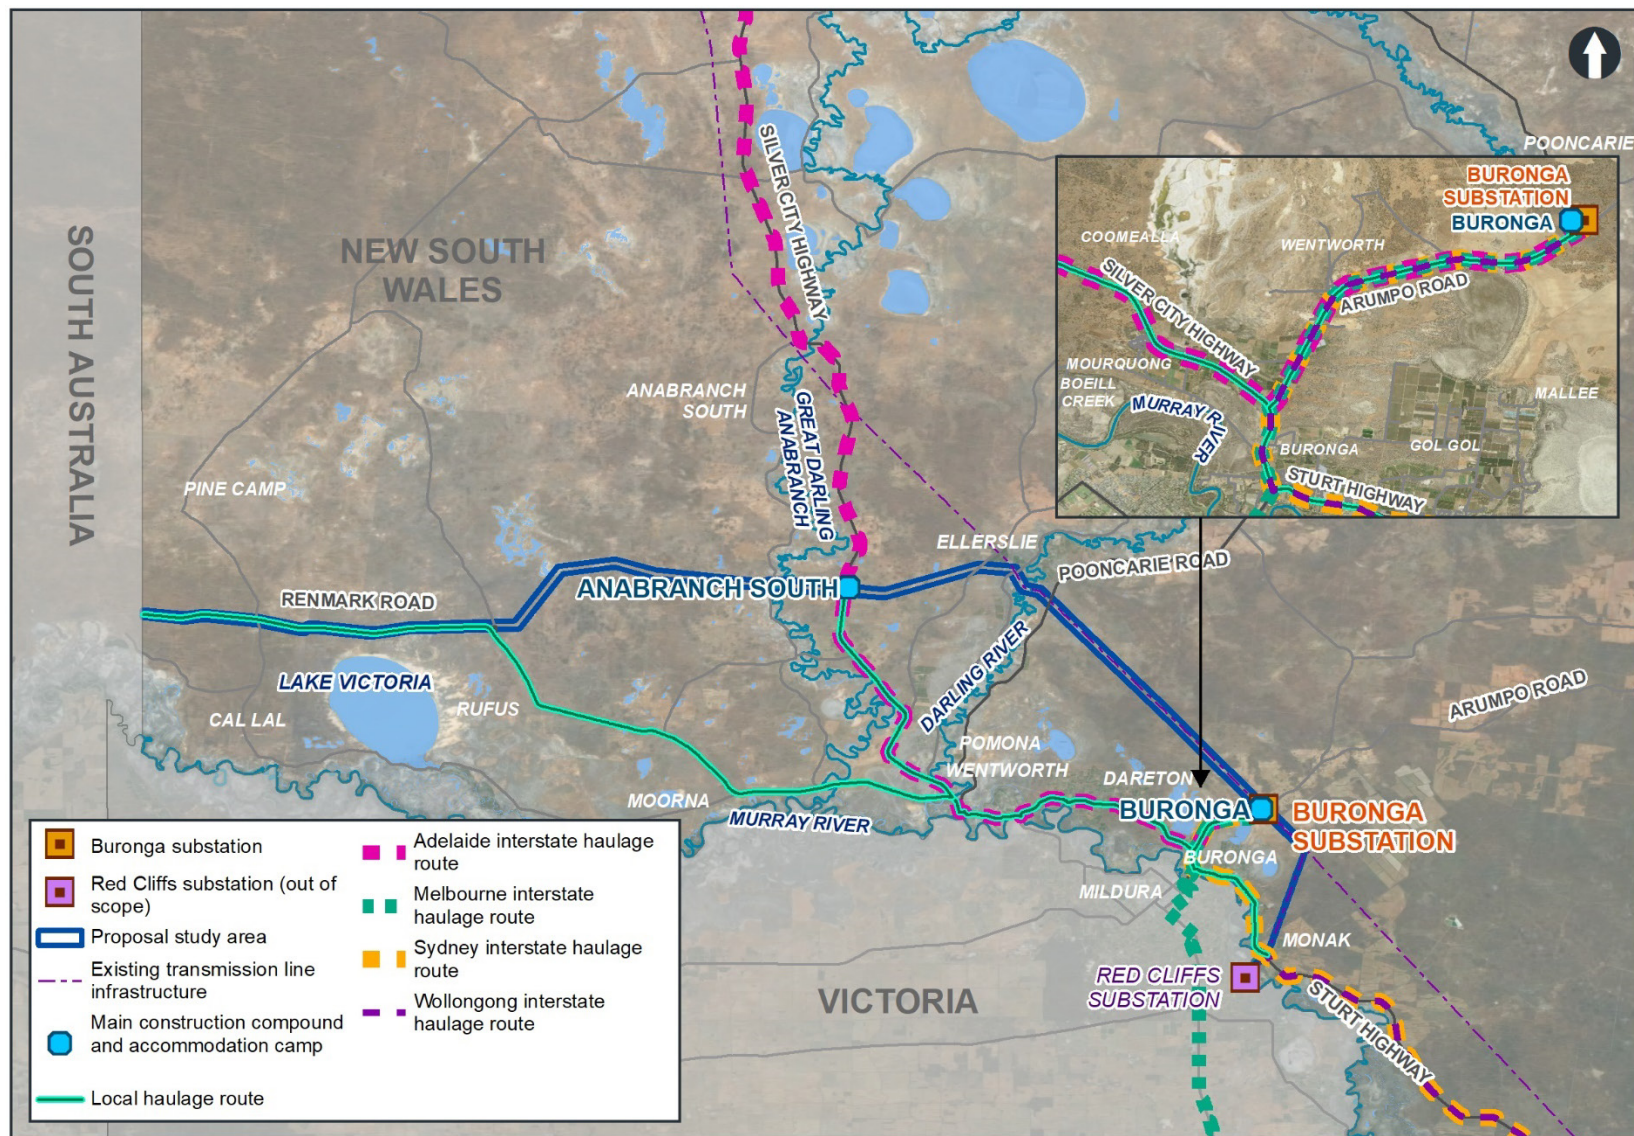 POONCARIE
SILVER CITY HIGHWAY
NEW SOUTH
WALES
SOUTH AUSTRALIA
BURONGA
SUBSTATION
BURONGA
COOMEALLA
WENTWORTH
SILVER CITY HIGHWAY
ARUMPO ROAD
MOURQUONG
BOEILL
CREEK
MURRAY RIVER
MALLEE
BURONGA
GOL GOL
STURT HIGHWAY
ANABRANCH
SOUTH
GREAT DARLING
ANABRANCH
PINE CAMP
ELLERSLIE
POONCARIE ROAD
ANABRANCH SOUTH
RENMARK ROAD
DARLING RIVER
LAKE VICTORIA
RUFUS
CAL LAL
ARUMPO ROAD
POMONA
WENTWORTH
DARETON
MOORNA
MURRAY RIVER
BURONGA
BURONGA
SUBSTATION
BURONGA
MILDURA
MONAK
RED CLIFFS
SUBSTATION
VICTORIA
STURT HIGHWAY
Buronga substation
Red Cliffs substation (out of
scope)
Proposal study area
Existing transmission line
infrastructure
Main construction compound
and accommodation camp
Local haulage route
Adelaide interstate haulage
route
Melbourne interstate
haulage route
Sydney interstate haulage
route
Wollongong interstate
haulage route